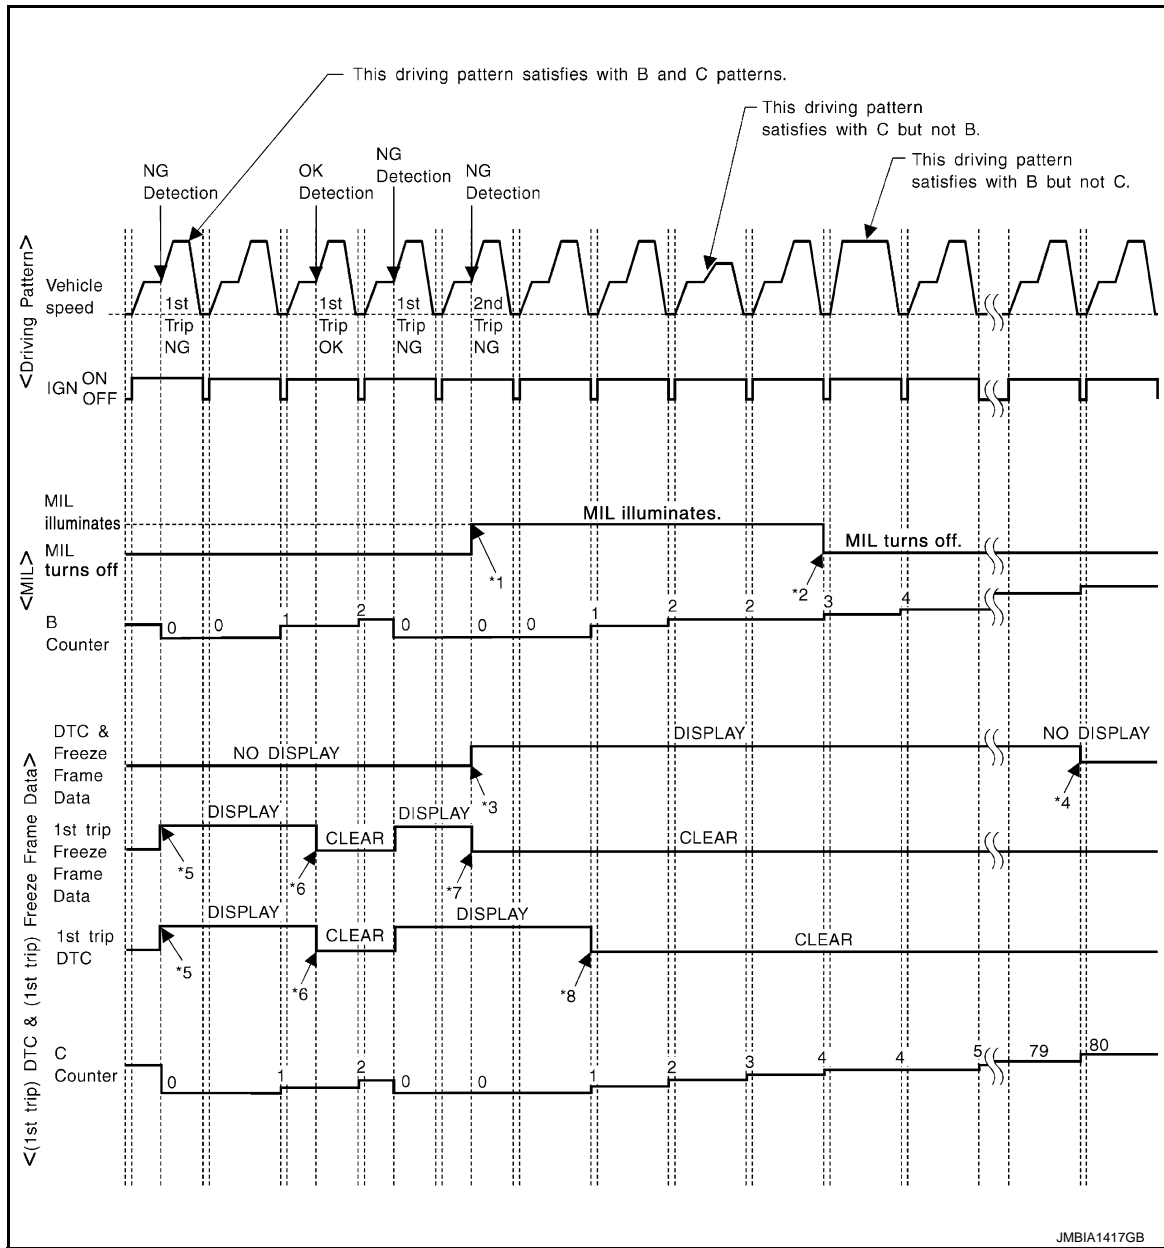 This driving pattern satisfies with B and C patterns.
This driving pattern
satisfies with C but not B.
This driving pattern
satisfies with B but not C.
NG
Detection
OK
Detection
NG
Detection
NG
Detection
<Driving Pattern>
Vehicle
speed
1st
Trip
NG
1st
Trip
OK
1st
Trip
NG
2nd
Trip
NG
IGN ON
OFF
<MIL>
MIL
illuminates
MIL illuminates.
MIL
turns off
MIL turns off.
*1
*2
B
Counter
0 0 1 2 0 0 0 1 2 2 3 4
<(1st trip) DTC & (1st trip) Freeze Frame Data>
DTC &
Freeze
Frame
Data
NO DISPLAY
DISPLAY
NO DISPLAY
*3
*4
1st trip
Freeze
Frame
Data
DISPLAY
CLEAR
DISPLAY
CLEAR
*5
*6
*7
1st trip
DTC
DISPLAY
CLEAR
DISPLAY
CLEAR
*5
*6
*8
C
Counter
0 1 2 0 0 1 2 3 4 4 5 79 80
JMBIA1417GB